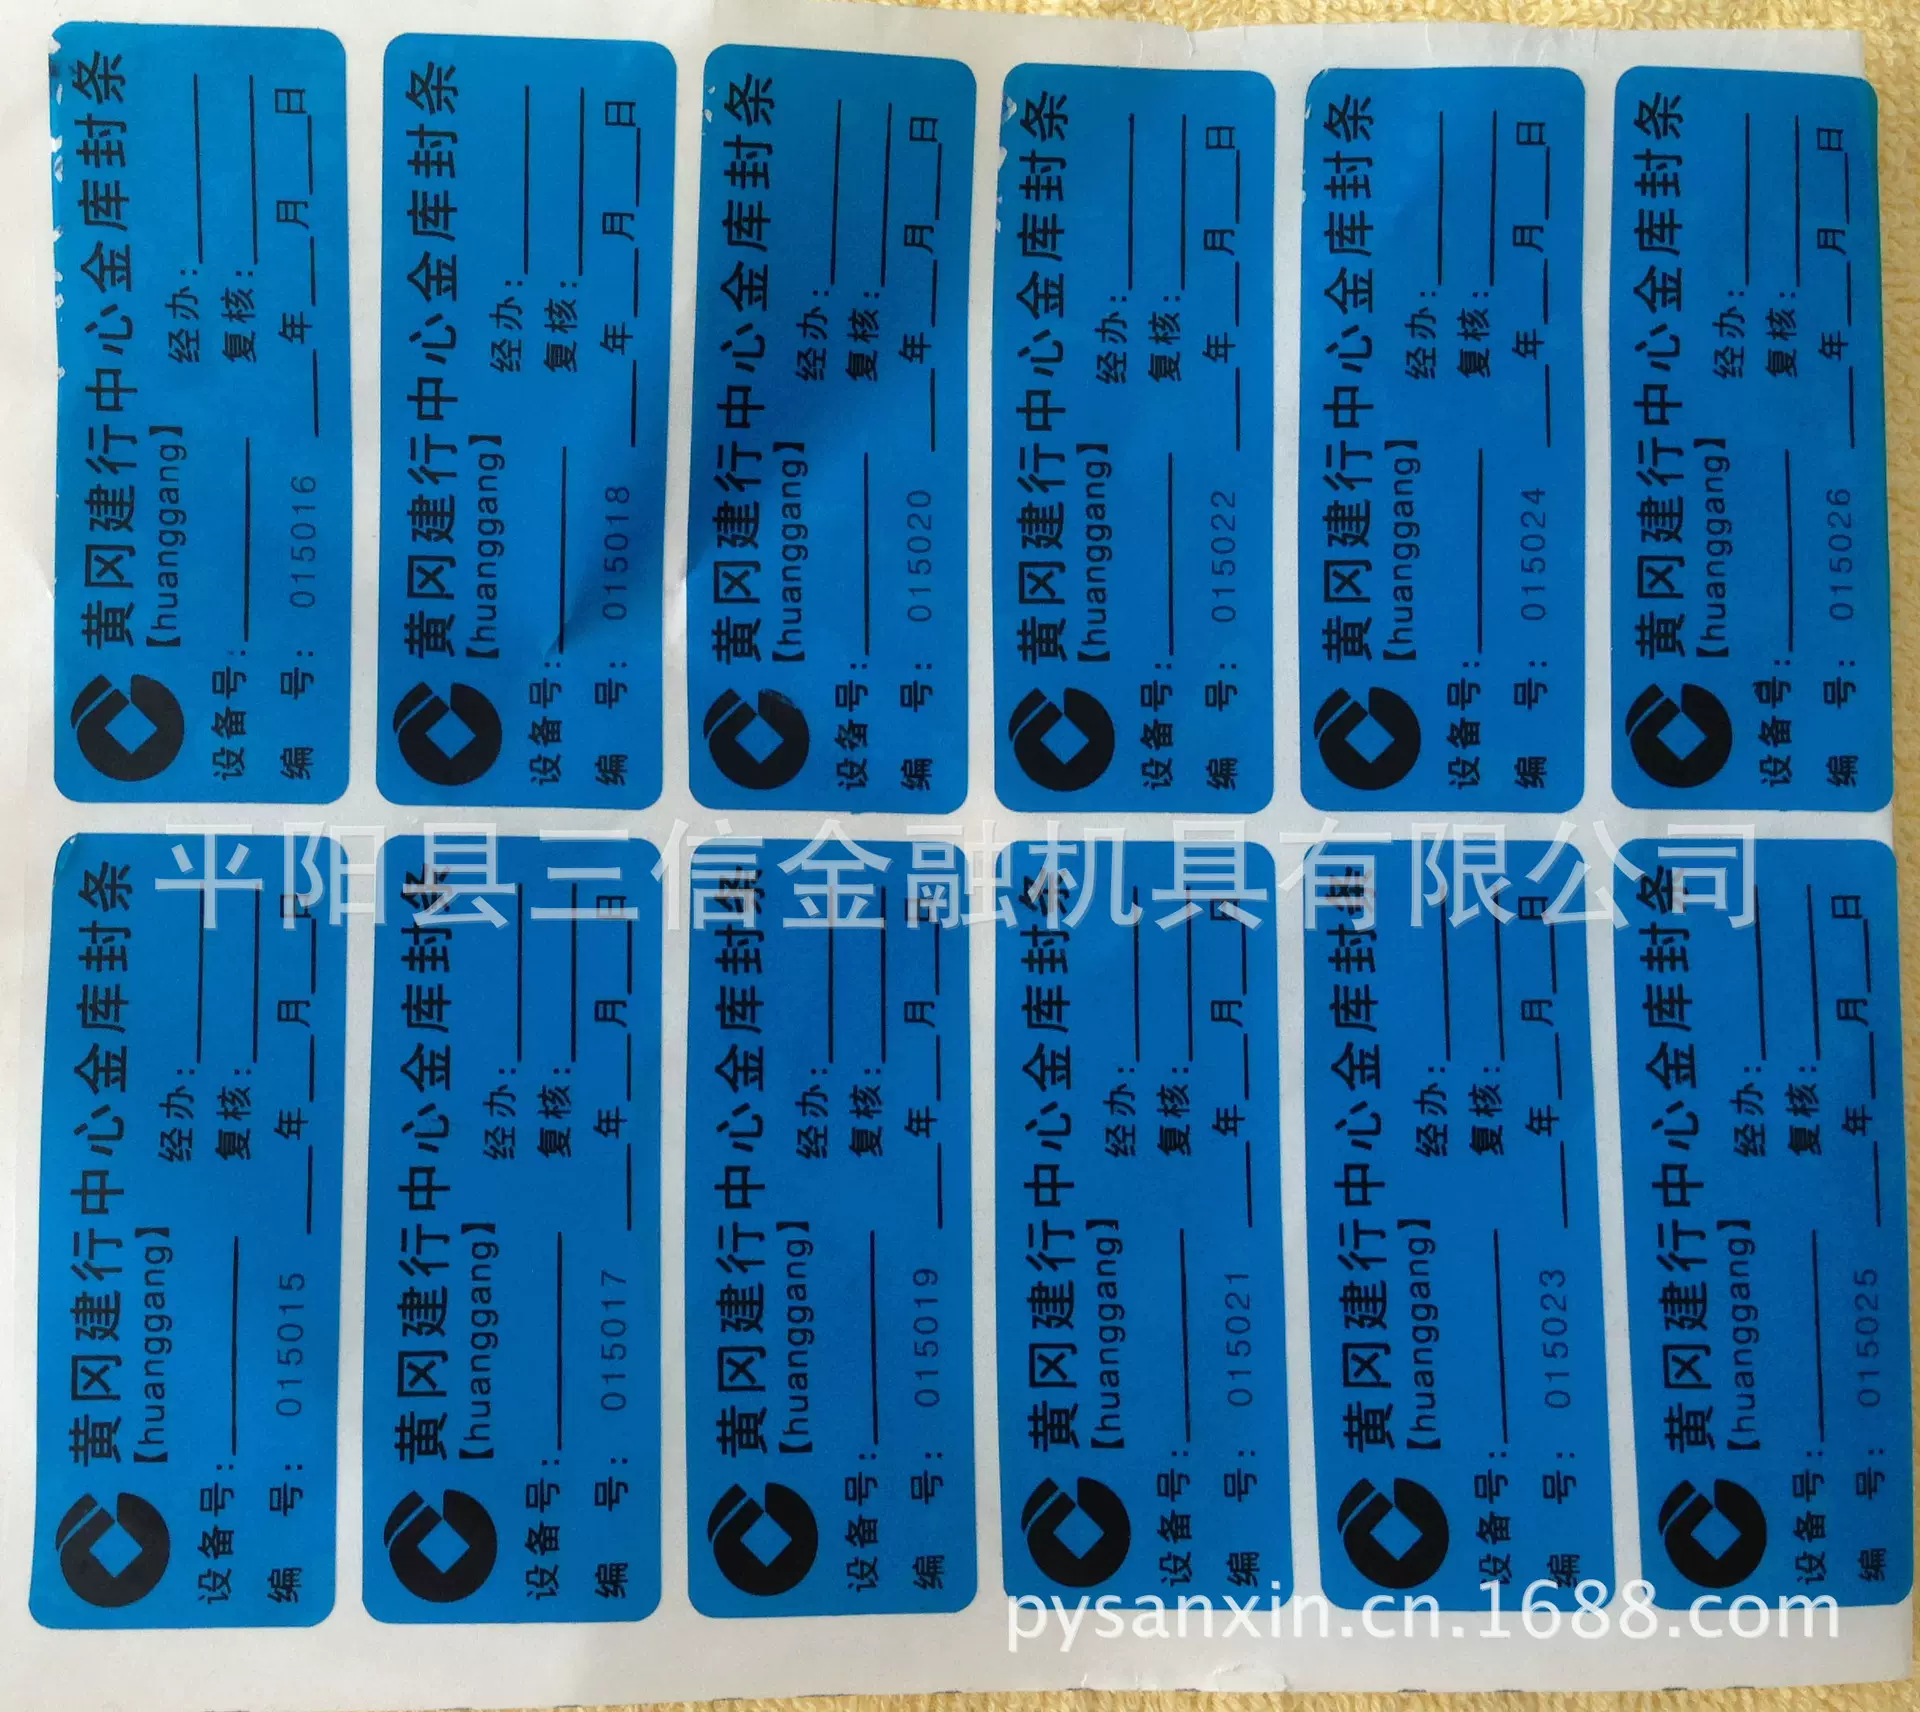 黄冈建行中心金库封条
【huanggang】
经办:
设备号:
复核:
编 号: 015016
年 月 日
黄冈建行中心金库封条
【huanggang】
经办:
设备号:
复核:
编 号: 015018
年 月 日
黄冈建行中心金库封条
【huanggang】
经办:
设备号:
复核:
编 号: 015020
年 月 日
黄冈建行中心金库封条
【huanggang】
经办:
设备号:
复核:
编 号: 015022
年 月 日
黄冈建行中心金库封条
【huanggang】
经办:
设备号:
复核:
编 号: 015024
年 月 日
黄冈建行中心金库封条
【huanggang】
经办:
设备号:
复核:
编 号: 015026
年 月 日
平阳县三信金融机具有限公司
黄冈建行中心金库封条
【huanggang】
经办:
设备号:
复核:
编 号: 015015
年 月 日
黄冈建行中心金库封条
【huanggang】
经办:
设备号:
复核:
编 号: 015017
年 月 日
黄冈建行中心金库封条
【huanggang】
经办:
设备号:
复核:
编 号: 015019
年 月 日
黄冈建行中心金库封条
【huanggang】
经办:
设备号:
复核:
编 号: 015021
年 月 日
黄冈建行中心金库封条
【huanggang】
经办:
设备号:
复核:
编 号: 015023
年 月 日
黄冈建行中心金库封条
【huanggang】
经办:
设备号:
复核:
编 号: 015025
年 月 日
pysanxin.cn.1688.com